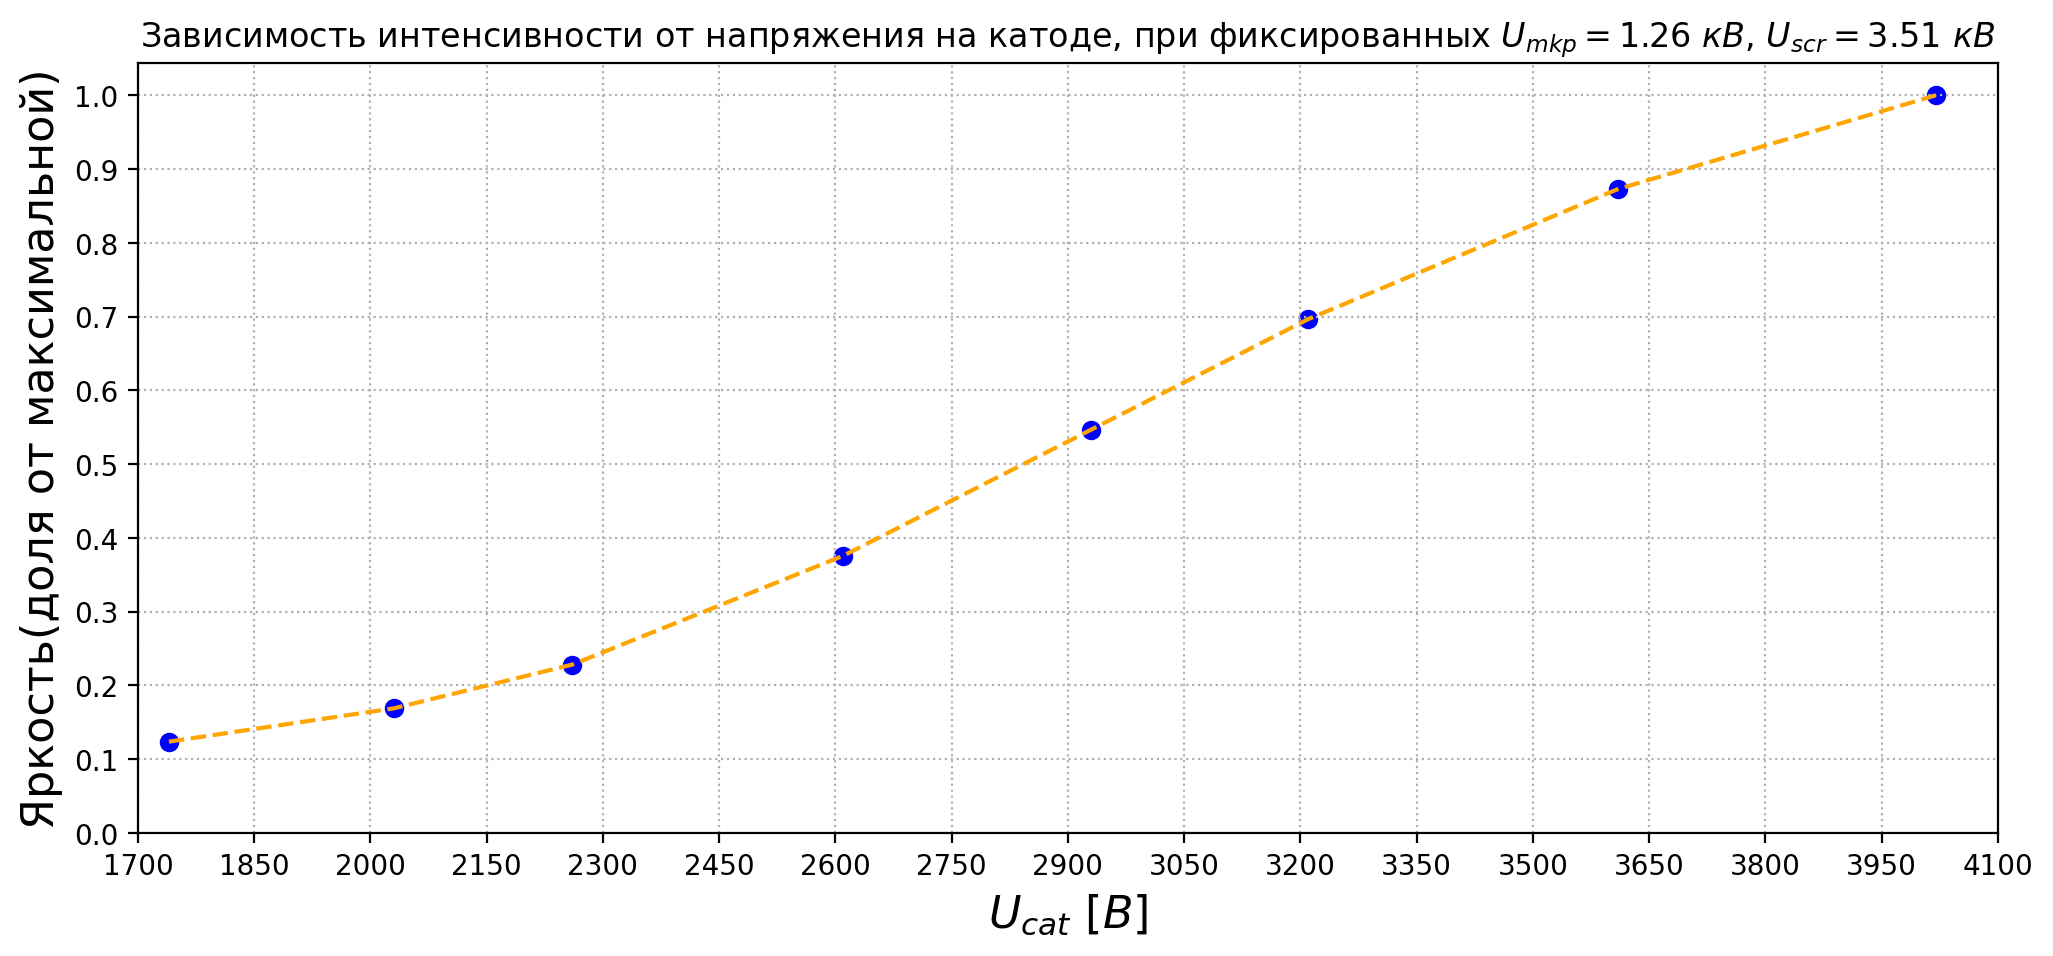 Зависимость интенсивности от напряжения на катоде, при фиксированных U_mkp = 1.26 кВ, U_scr = 3.51 кВ
Яркость(доля от максимальной)
1.0
0.9
0.8
0.7
0.6
0.5
0.4
0.3
0.2
0.1
0.0
1700 1850 2000 2150 2300 2450 2600 2750 2900 3050 3200 3350 3500 3650 3800 3950 4100
U_cat [В]